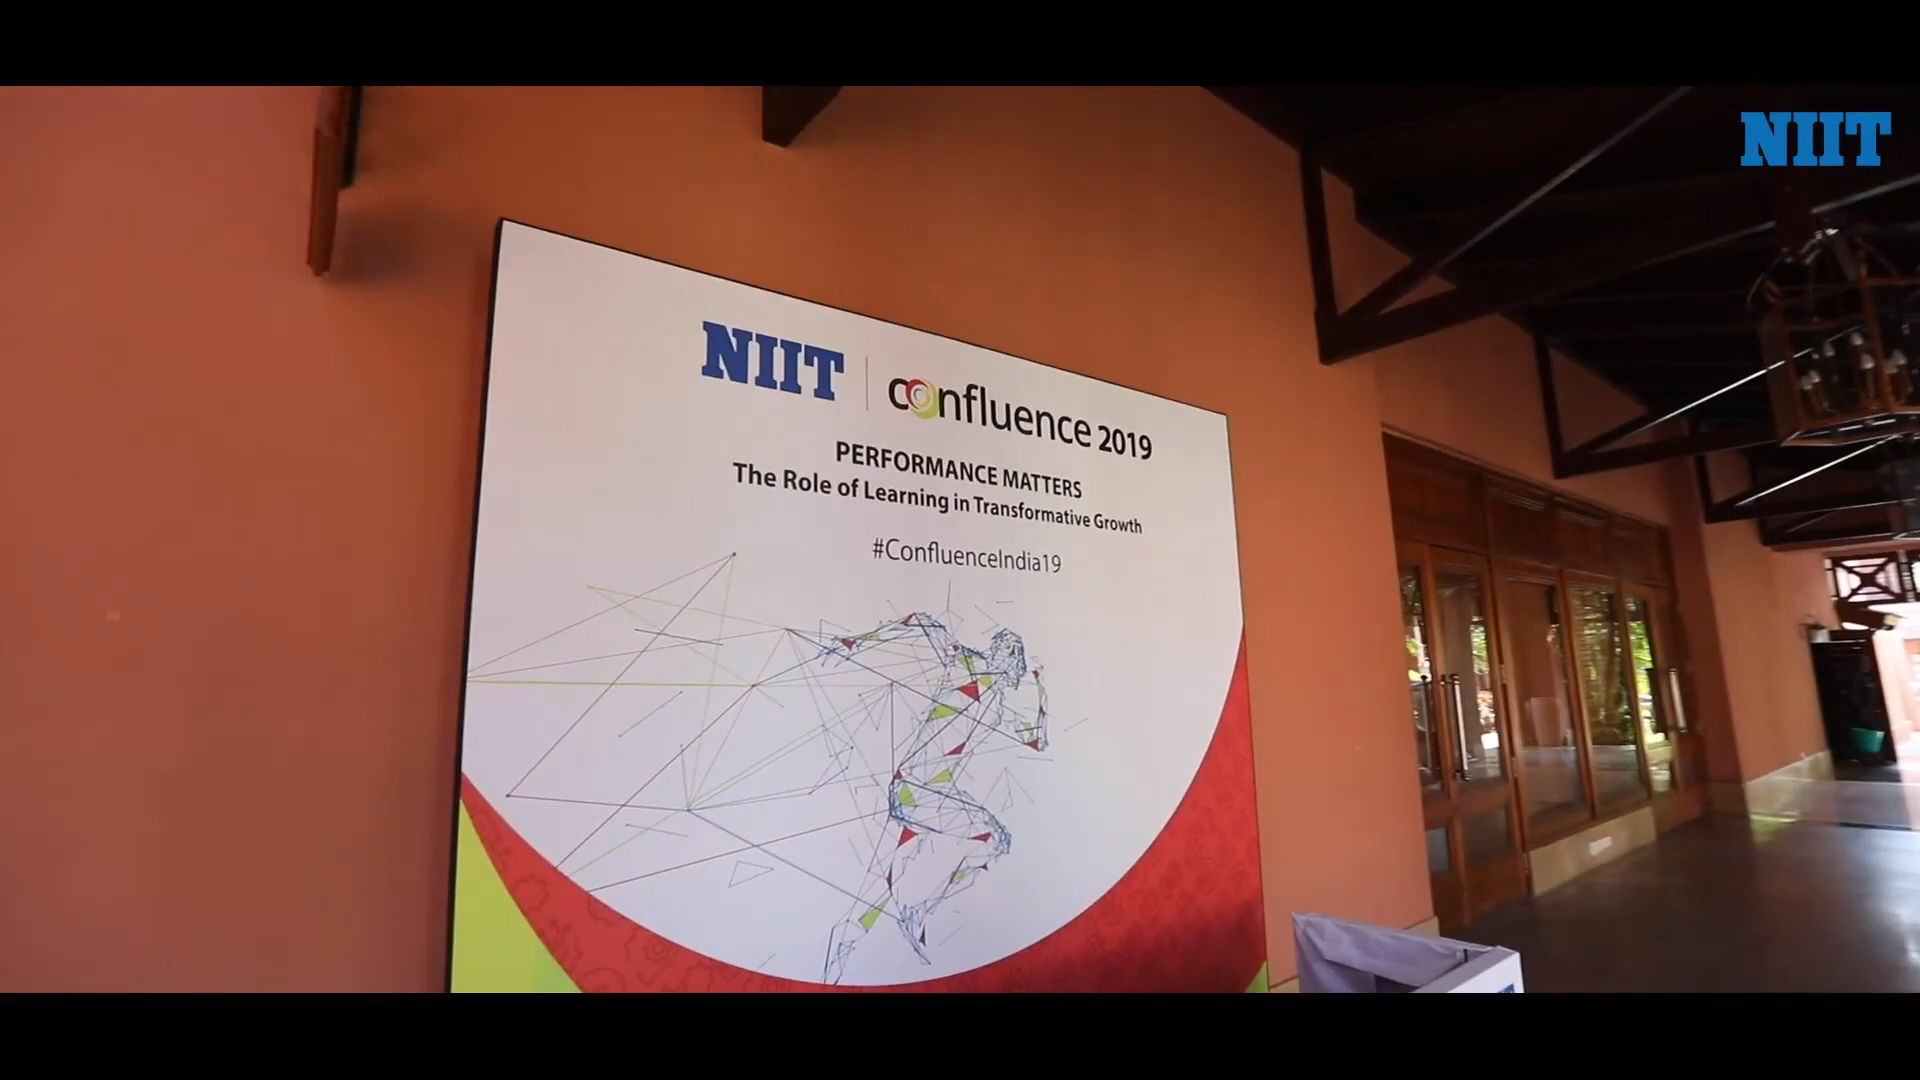 NIIT
NIIT | confluence 2019
PERFORMANCE MATTERS
The Role of Learning in Transformative Growth
#ConfluenceIndia19